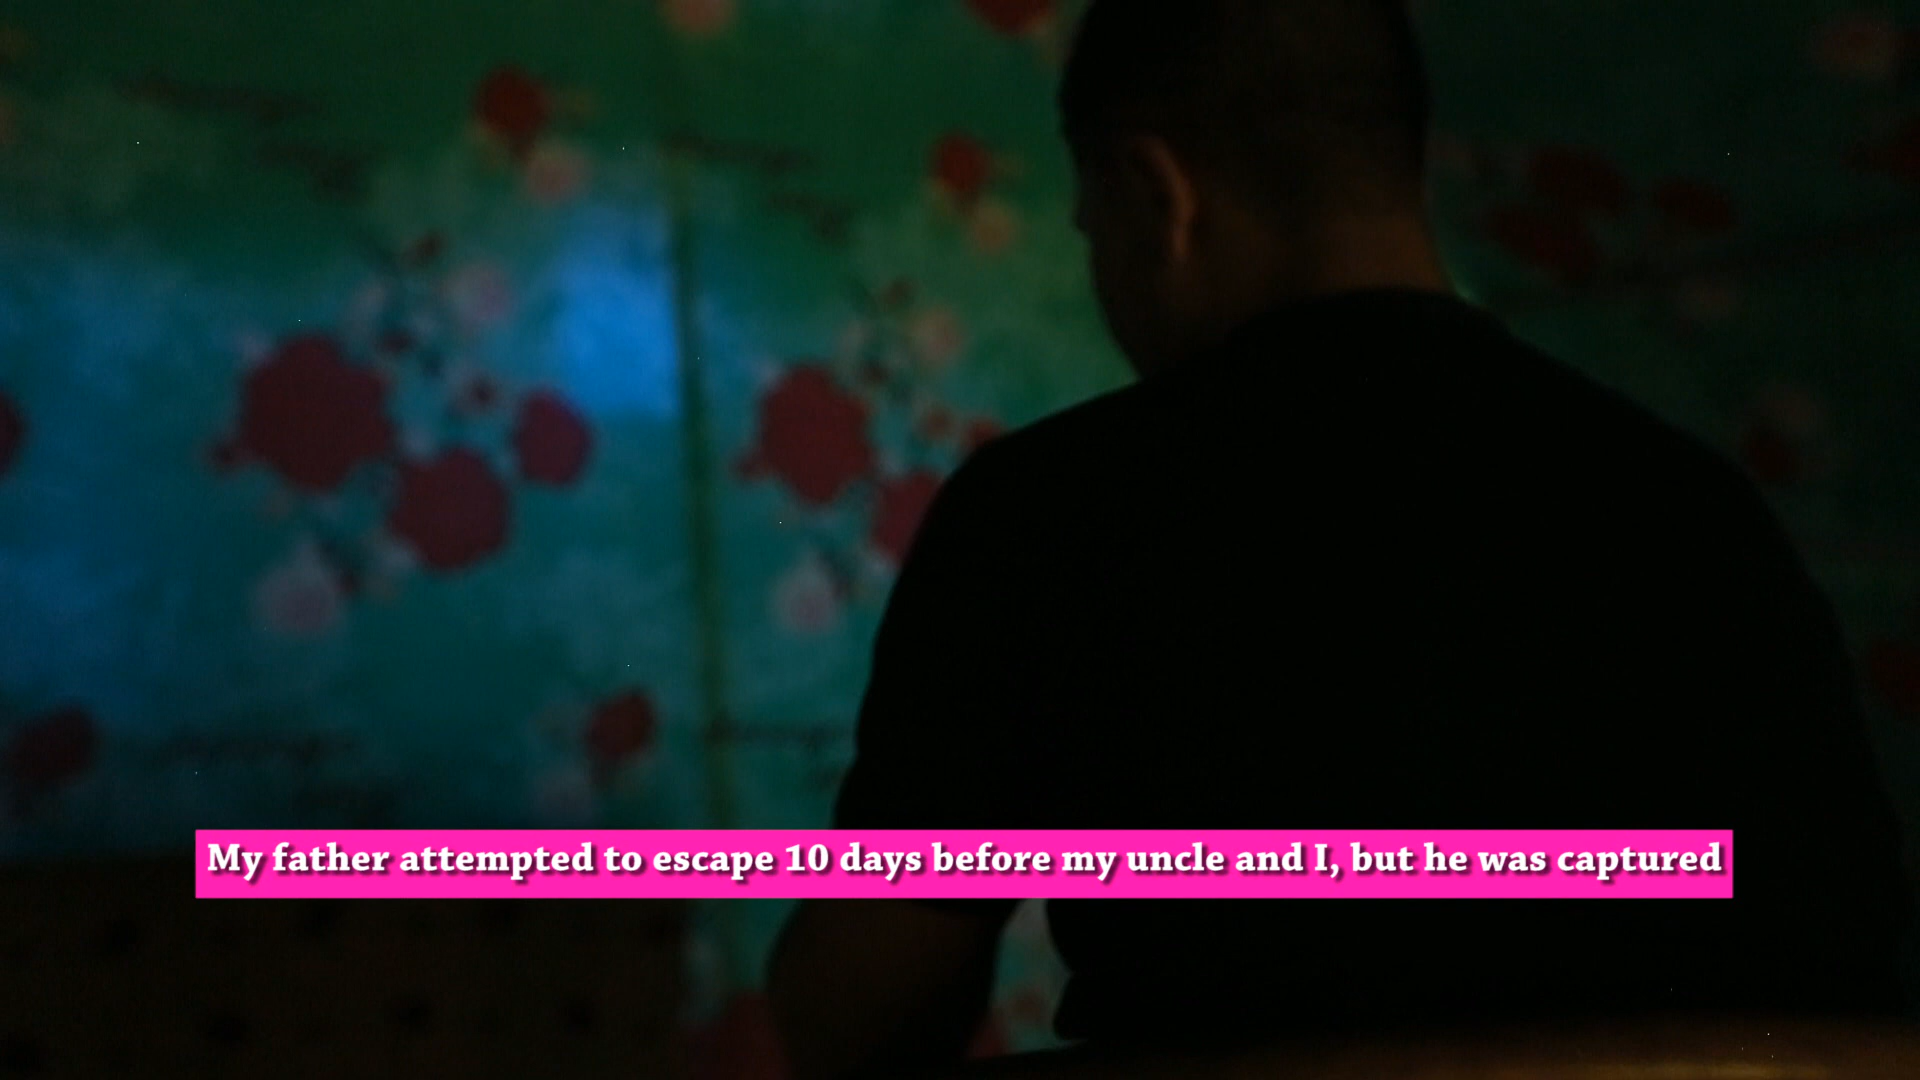 My father attempted to escape 10 days before my uncle and I, but he was captured